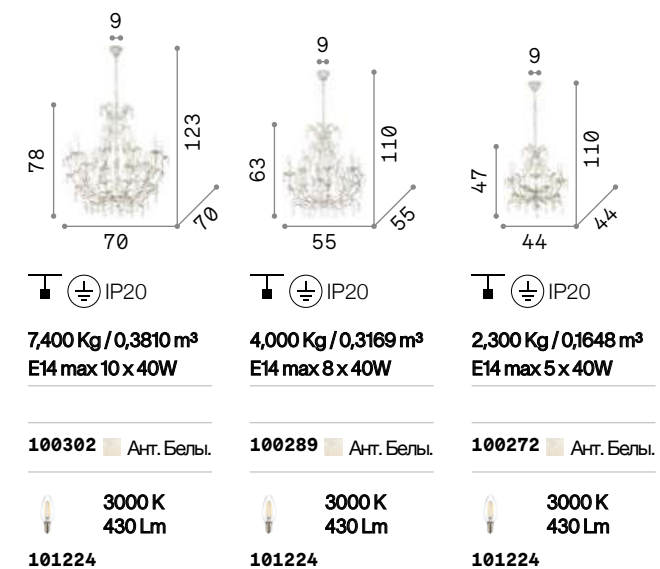 9
78
123
70
70
IP20
7,400 Kg / 0,3810 m³
E14 max 10 x 40W
100302 Ант. Белы.
3000 K
430 Lm
101224
9
63
110
55
55
IP20
4,000 Kg / 0,3169 m³
E14 max 8 x 40W
100289 Ант. Белы.
3000 K
430 Lm
101224
9
47
110
44
44
IP20
2,300 Kg / 0,1648 m³
E14 max 5 x 40W
100272 Ант. Белы.
3000 K
430 Lm
101224